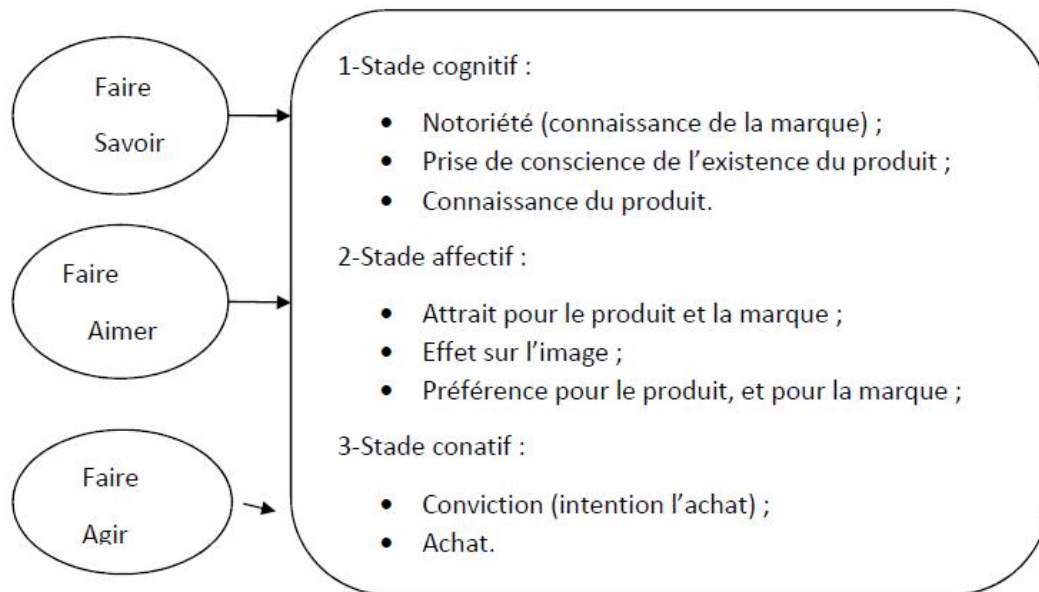 Faire
Savoir
1-Stade cognitif :
• Notoriété (connaissance de la marque) ;
• Prise de conscience de l’existence du produit ;
• Connaissance du produit.
Faire
Aimer
2-Stade affectif :
• Attrait pour le produit et la marque ;
• Effet sur l’image ;
• Préférence pour le produit, et pour la marque ;
Faire
Agir
3-Stade conatif :
• Conviction (intention l’achat) ;
• Achat.